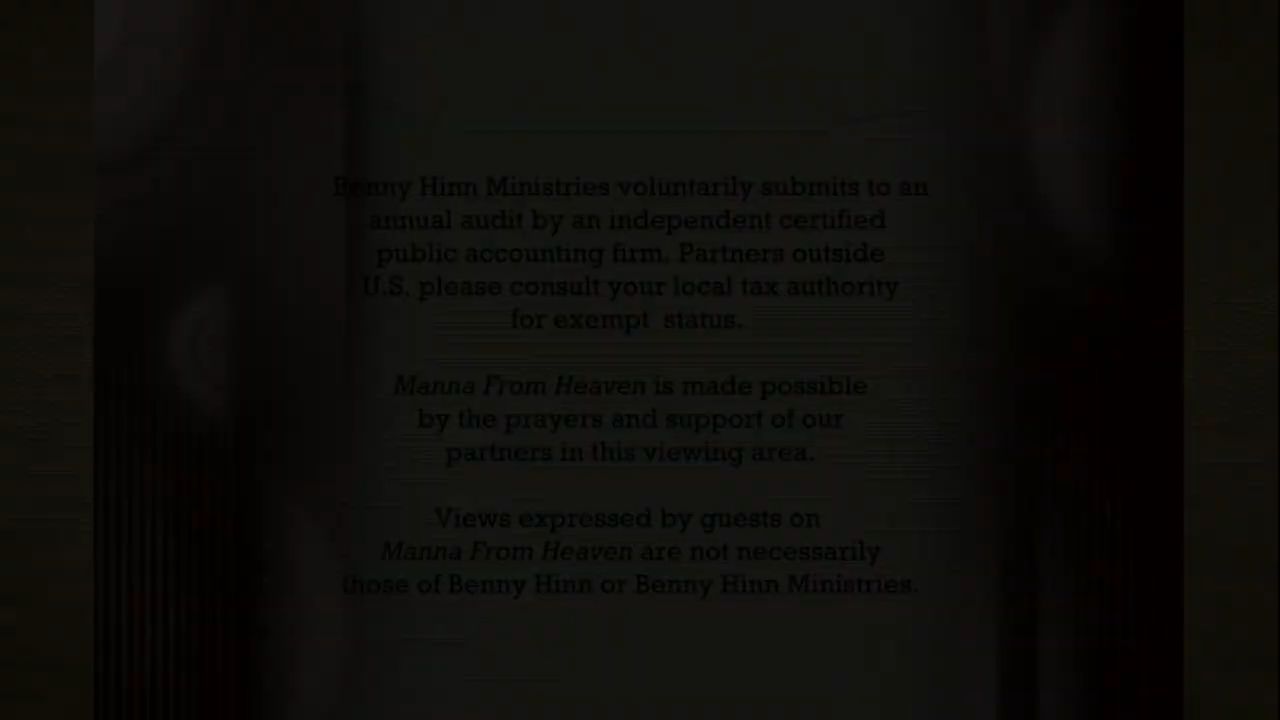 Benny Hinn Ministries voluntarily submits to an
annual audit by an independent certified
public accounting firm. Partners outside
U.S. please consult your local tax authority
for exempt status.
Manna From Heaven is made possible
by the prayers and support of our
partners in this viewing area.
Views expressed by guests on
Manna From Heaven are not necessarily
those of Benny Hinn or Benny Hinn Ministries.